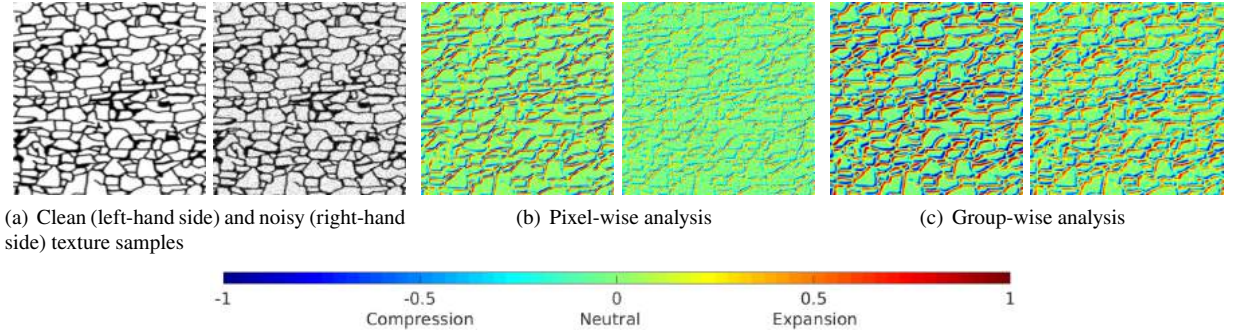 (a) Clean (left-hand side) and noisy (right-hand
side) texture samples
(b) Pixel-wise analysis
(c) Group-wise analysis
-1 -0.5 0 0.5 1
Compression Neutral Expansion